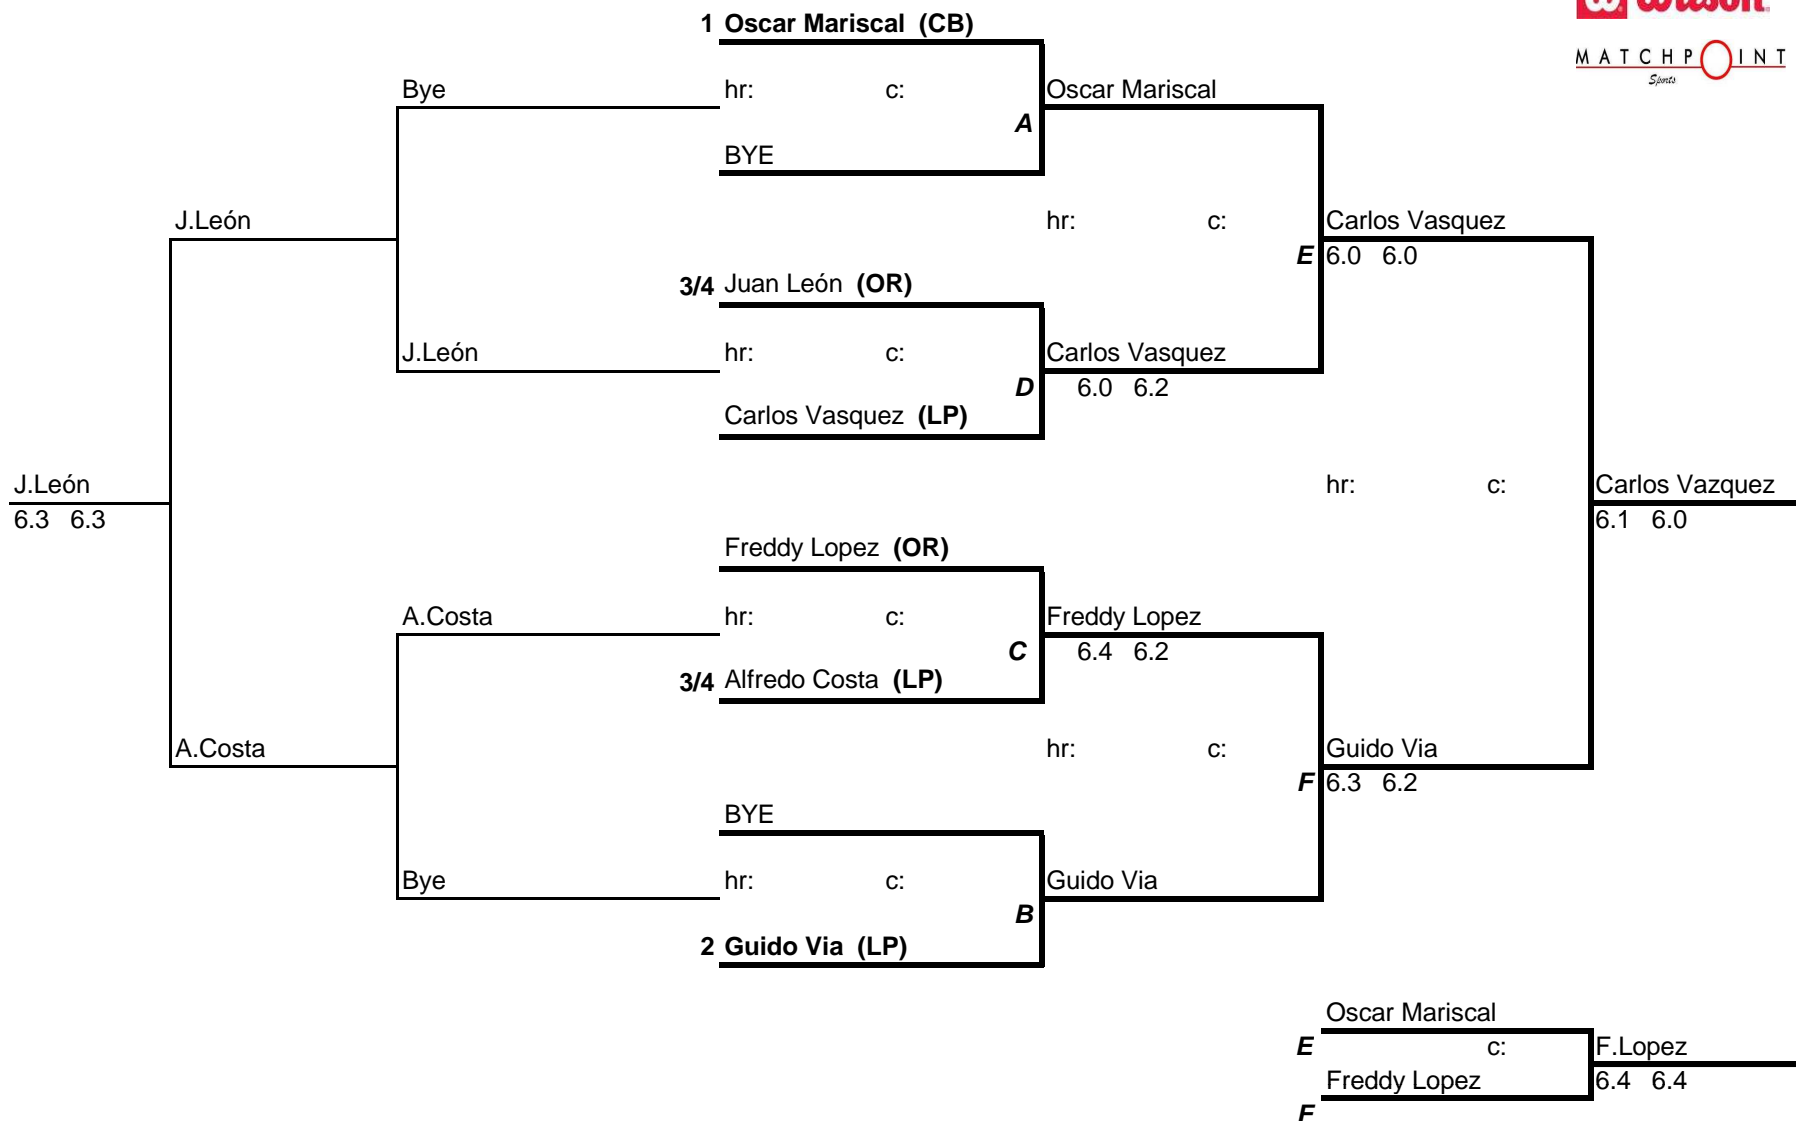 1 Oscar Mariscal (CB)
Wilson
MATCHPOINT
Sports
Bye
hr: c:
Oscar Mariscal
A
BYE
J.León
hr: c:
Carlos Vasquez
E 6.0 6.0
3/4 Juan León (OR)
J.León
hr: c:
Carlos Vasquez
D 6.0 6.2
Carlos Vasquez (LP)
J.León
6.3 6.3
hr: c:
Carlos Vazquez
6.1 6.0
Freddy Lopez (OR)
A.Costa
hr: c:
Freddy Lopez
C 6.4 6.2
3/4 Alfredo Costa (LP)
A.Costa
hr: c:
Guido Via
F 6.3 6.2
BYE
Bye
hr: c:
Guido Via
B
2 Guido Via (LP)
Oscar Mariscal
E c:
F.Lopez
Freddy Lopez
6.4 6.4
F